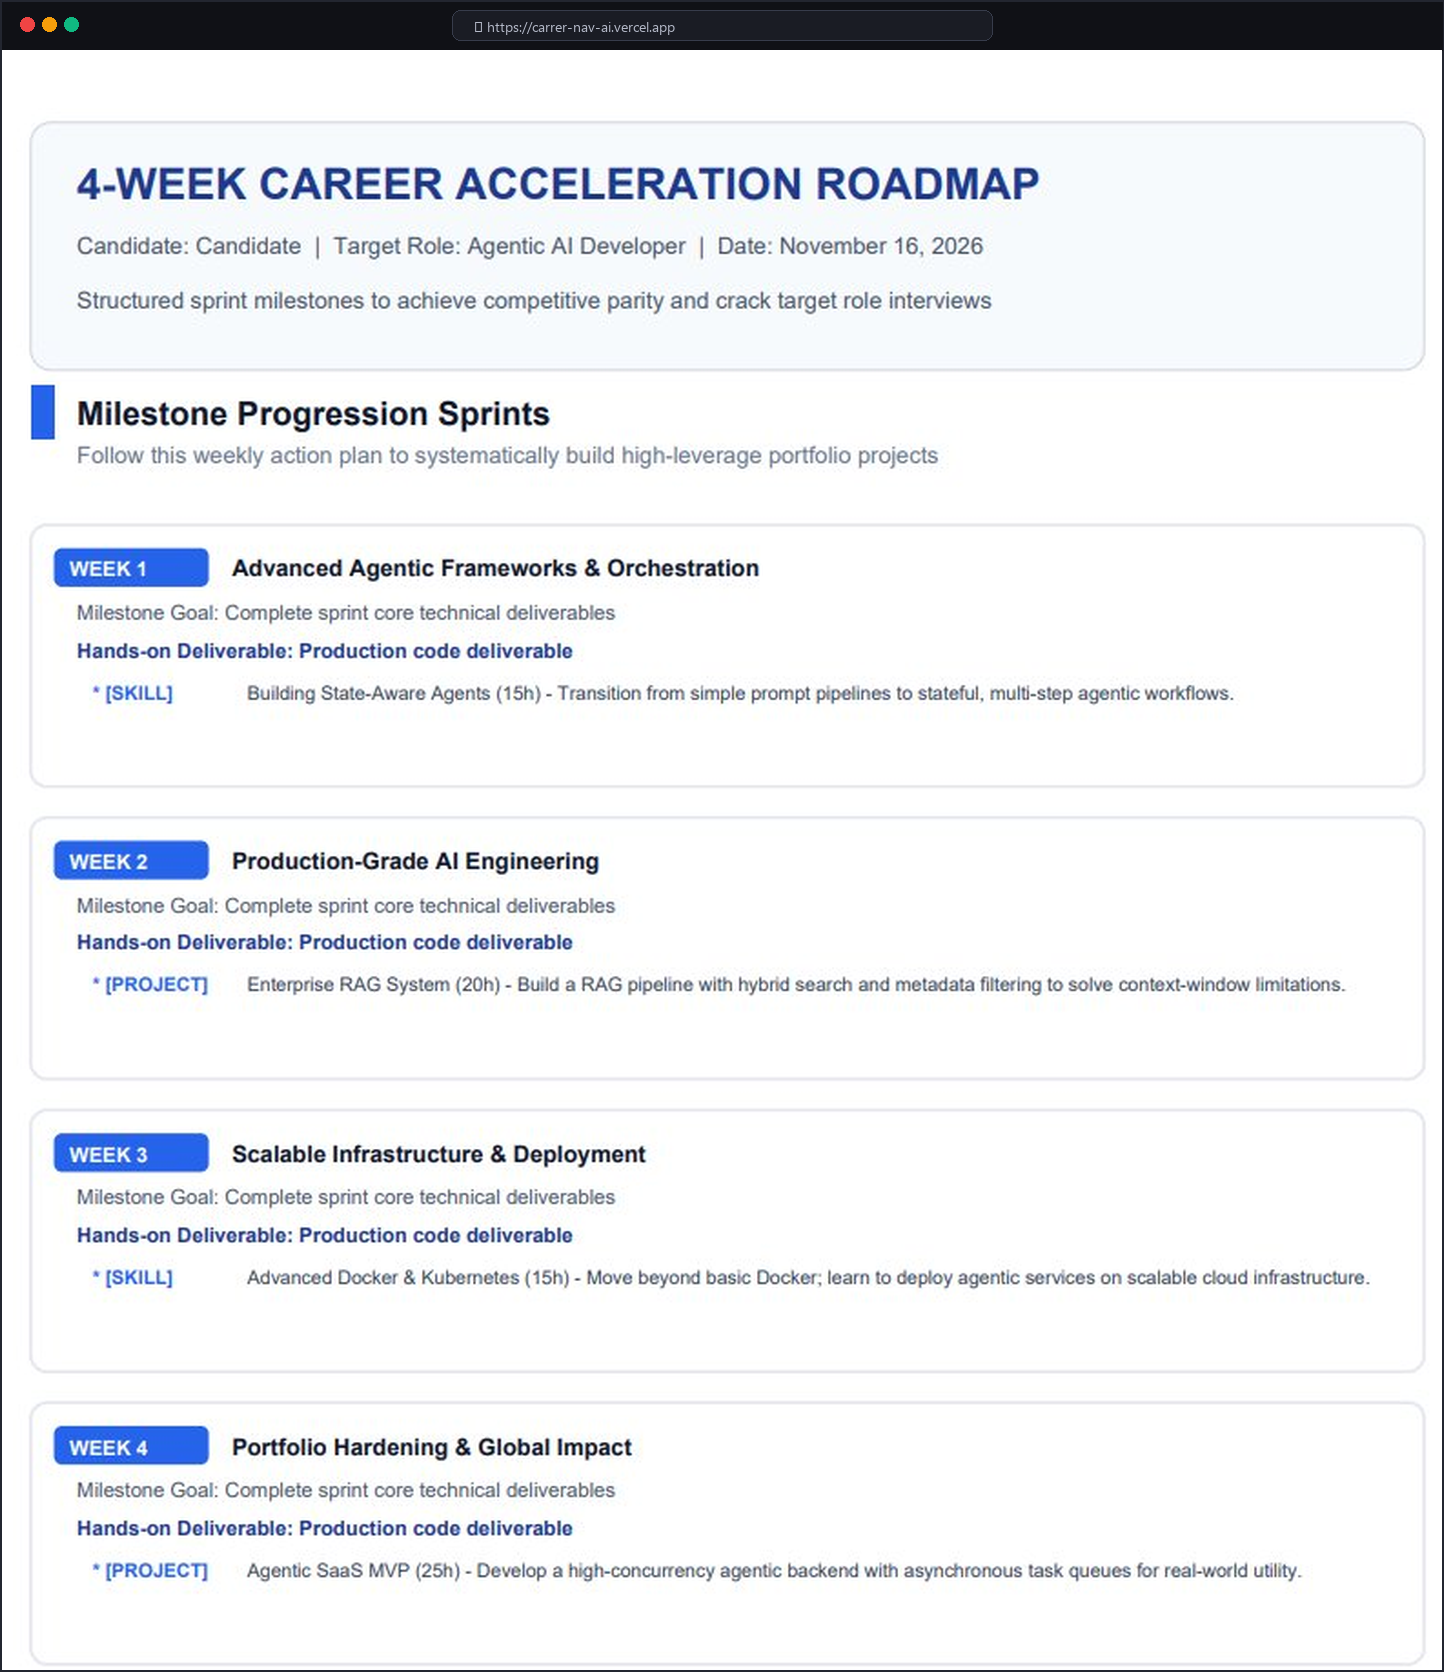 https://carrer-nav-ai.vercel.app
4-WEEK CAREER ACCELERATION ROADMAP
Candidate: Candidate | Target Role: Agentic AI Developer | Date: November 16, 2026
Structured sprint milestones to achieve competitive parity and crack target role interviews
Milestone Progression Sprints
Follow this weekly action plan to systematically build high-leverage portfolio projects
WEEK 1 Advanced Agentic Frameworks & Orchestration
Milestone Goal: Complete sprint core technical deliverables
Hands-on Deliverable: Production code deliverable
* [SKILL] Building State-Aware Agents (15h) - Transition from simple prompt pipelines to stateful, multi-step agentic workflows.
WEEK 2 Production-Grade AI Engineering
Milestone Goal: Complete sprint core technical deliverables
Hands-on Deliverable: Production code deliverable
* [PROJECT] Enterprise RAG System (20h) - Build a RAG pipeline with hybrid search and metadata filtering to solve context-window limitations.
WEEK 3 Scalable Infrastructure & Deployment
Milestone Goal: Complete sprint core technical deliverables
Hands-on Deliverable: Production code deliverable
* [SKILL] Advanced Docker & Kubernetes (15h) - Move beyond basic Docker; learn to deploy agentic services on scalable cloud infrastructure.
WEEK 4 Portfolio Hardening & Global Impact
Milestone Goal: Complete sprint core technical deliverables
Hands-on Deliverable: Production code deliverable
* [PROJECT] Agentic SaaS MVP (25h) - Develop a high-concurrency agentic backend with asynchronous task queues for real-world utility.